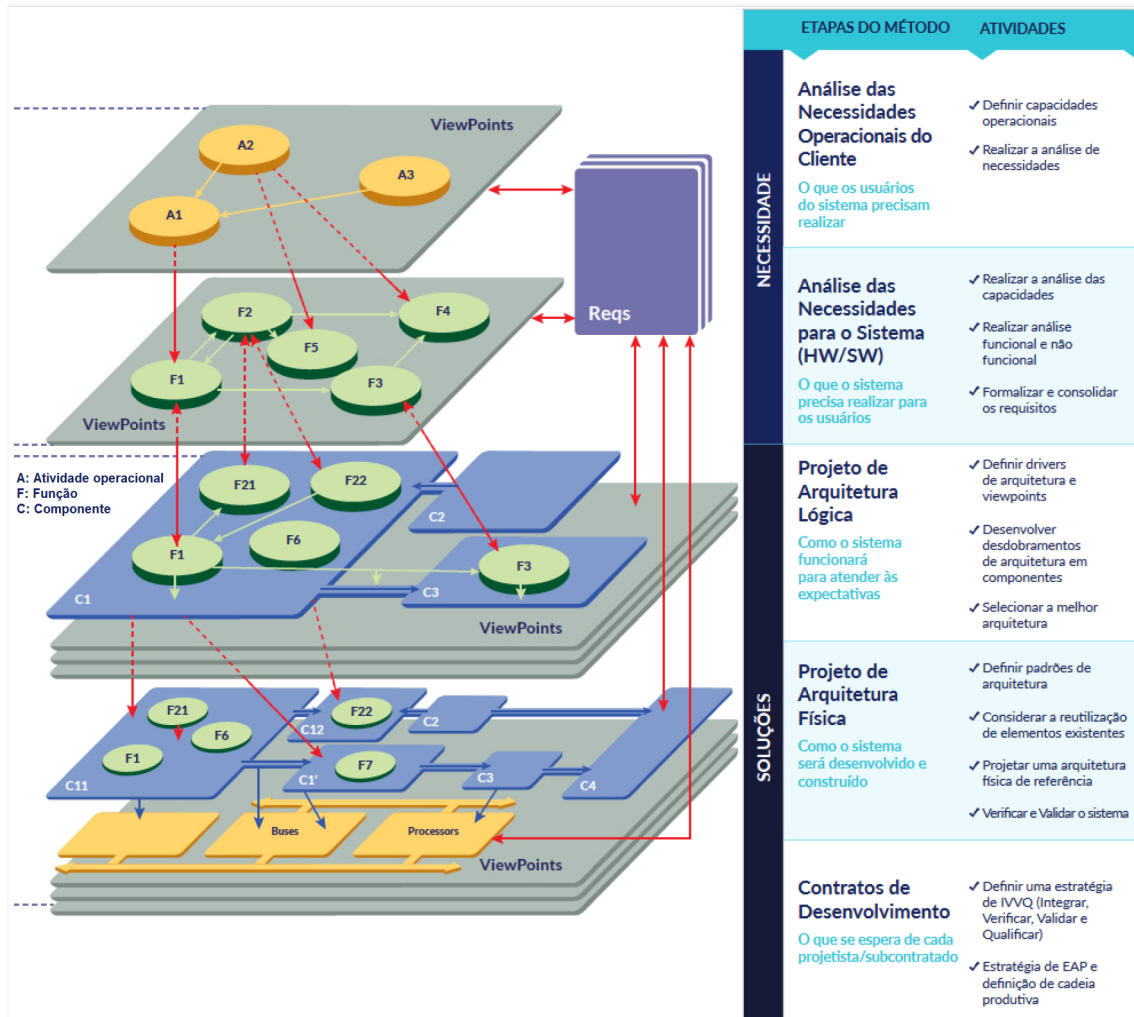 ViewPoints
A2
A3
A1
Reqs
F2
F4
F5
F1
F3
ViewPoints
A: Atividade operacional
F: Função
C: Componente
F21
F22
C2
F6
F1
F3
C1
C3
ViewPoints
F21
F22
C2
F6
C12
F1
F7
C11
C1'
C3
C4
Buses
Processors
ViewPoints
ETAPAS DO MÉTODO
ATIVIDADES
NECESSIDADE
Análise das
Necessidades
Operacionais do
Cliente
O que os usuários
do sistema precisam
realizar
✓ Definir capacidades
operacionais
✓ Realizar a análise de
necessidades
Análise das
Necessidades
para o Sistema
(HW/SW)
O que o sistema
precisa realizar para
os usuários
✓ Realizar a análise das
capacidades
✓ Realizar análise
funcional e não
funcional
✓ Formalizar e consolidar
os requisitos
SOLUÇÕES
Projeto de
Arquitetura
Lógica
Como o sistema
funcionará
para atender às
expectativas
✓ Definir drivers
de arquitetura e
viewpoints
✓ Desenvolver
desdobramentos
de arquitetura em
componentes
✓ Selecionar a melhor
arquitetura
Projeto de
Arquitetura
Física
Como o sistema
será desenvolvido e
construído
✓ Definir padrões de
arquitetura
✓ Considerar a reutilização
de elementos existentes
✓ Projetar uma arquitetura
física de referência
✓ Verificar e Validar o sistema
Contratos de
Desenvolvimento
O que se espera de cada
projetista/subcontratado
✓ Definir uma estratégia
de IVVQ (Integrar,
Verificar, Validar e
Qualificar)
✓ Estratégia de EAP e
definição de cadeia
produtiva